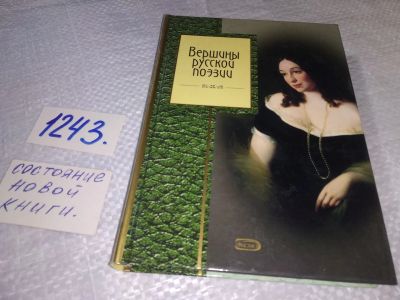 Вершины
русской
поэзии
1243.
состояние
новой
книги.